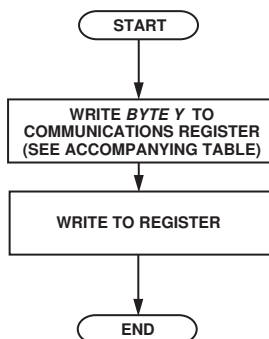 START
WRITE BYTE Y TO
COMMUNICATIONS REGISTER
(SEE ACCOMPANYING TABLE)
WRITE TO REGISTER
END